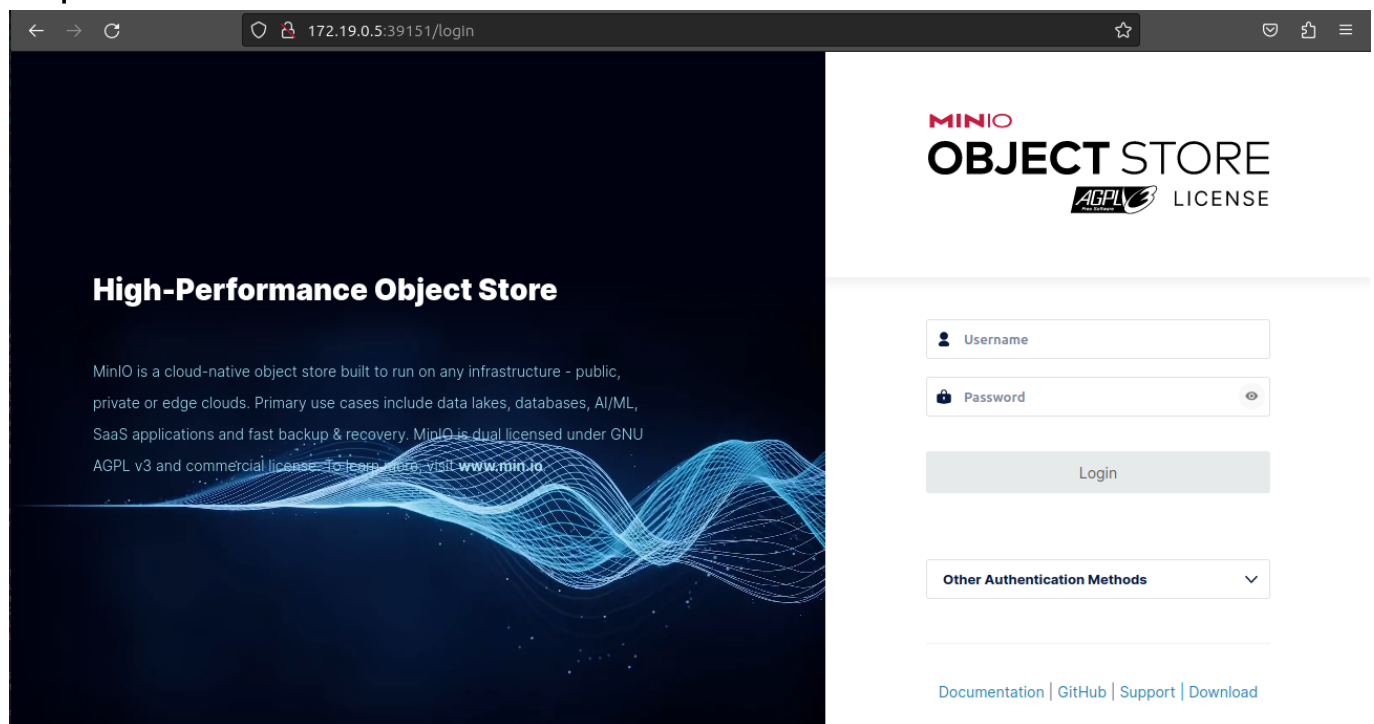 172.19.0.5:39151/login
High-Performance Object Store
MinIO is a cloud-native object store built to run on any infrastructure - public,
private or edge clouds. Primary use cases include data lakes, databases, AI/ML,
SaaS applications and fast backup & recovery. MinIO is dual licensed under GNU
AGPL v3 and commercial license. To learn more, visit www.min.io
MINIO
OBJECT STORE
AGPLV3 LICENSE
Free Software
Username
Password
Login
Other Authentication Methods
Documentation | GitHub | Support | Download